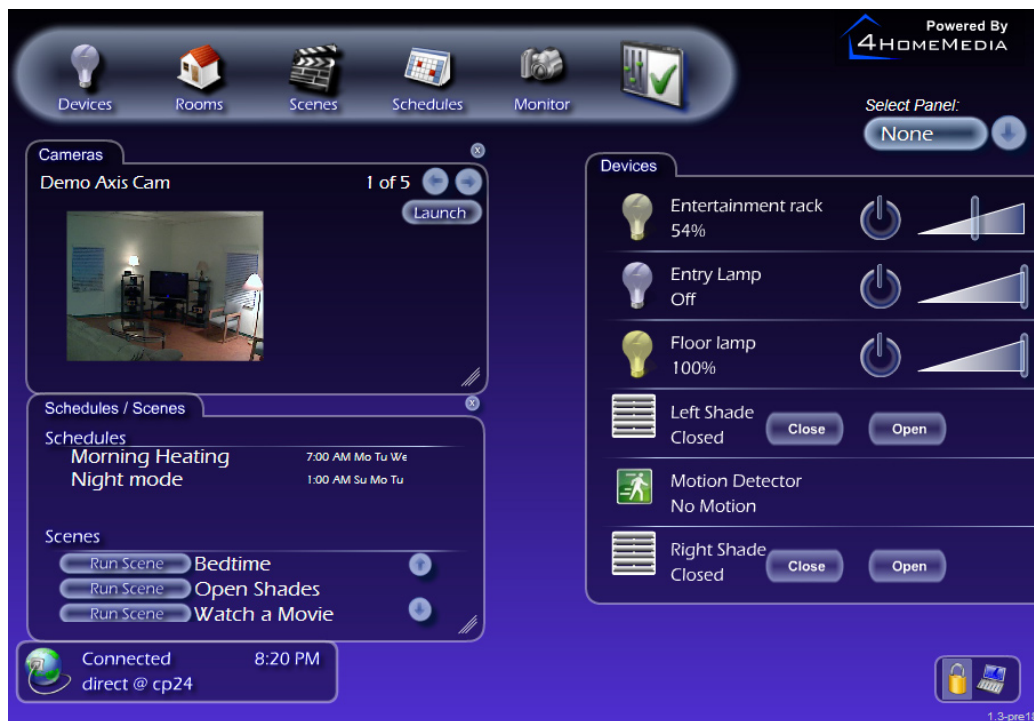 Powered By
4HOMEMEDIA
Devices
Rooms
Scenes
Schedules
Monitor
Select Panel:
None
Cameras
Demo Axis Cam
1 of 5
Launch
Schedules / Scenes
Schedules
Morning Heating 7:00 AM Mo Tu We
Night mode 1:00 AM Su Mo Tu
Scenes
Run Scene Bedtime
Run Scene Open Shades
Run Scene Watch a Movie
Connected 8:20 PM
direct @ cp24
Devices
Entertainment rack
54%
Entry Lamp
Off
Floor lamp
100%
Left Shade
Closed Close Open
Motion Detector
No Motion
Right Shade
Closed Close Open